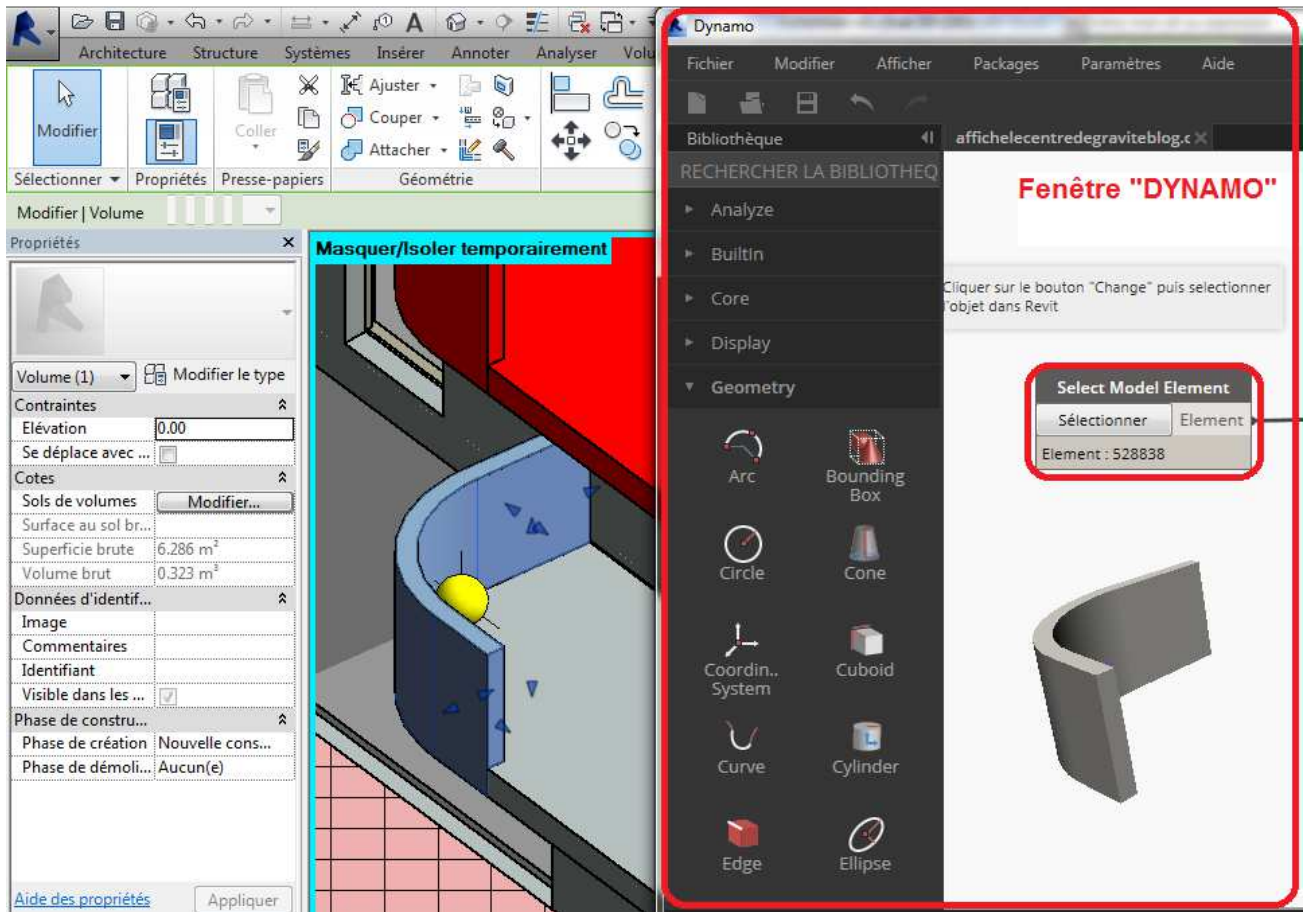 Architecture Structure Systèmes Insérer Annoter Analyser Volu
Modifier
Coller
Ajuster
Couper
Attacher
Sélectionner Propriétés Presse-papiers Géométrie
Modifier | Volume
Propriétés
Volume (1) Modifier le type
Contraintes
Elévation 0.00
Se déplace avec ...
Cotes
Sols de volumes Modifier...
Surface au sol br...
Superficie brute 6.286 m²
Volume brut 0.323 m³
Données d'identif...
Image
Commentaires
Identifiant
Visible dans les ...
Phase de constru...
Phase de création Nouvelle cons...
Phase de démoli... Aucun(e)
Aide des propriétés Appliquer
Masquer/Isoler temporairement
Dynamo
Fichier Modifier Afficher Packages Paramètres Aide
Bibliothèque
affichelecentredegraviteblog.c
RECHERCHER LA BIBLIOTHEQ
Analyze
Builtin
Core
Display
Geometry
Arc
Bounding
Box
Circle
Cone
Coordin..
System
Cuboid
Curve
Cylinder
Edge
Ellipse
Fenêtre "DYNAMO"
Cliquer sur le bouton "Change" puis selectionner
l'objet dans Revit
Select Model Element
Sélectionner Element
Element : 528838